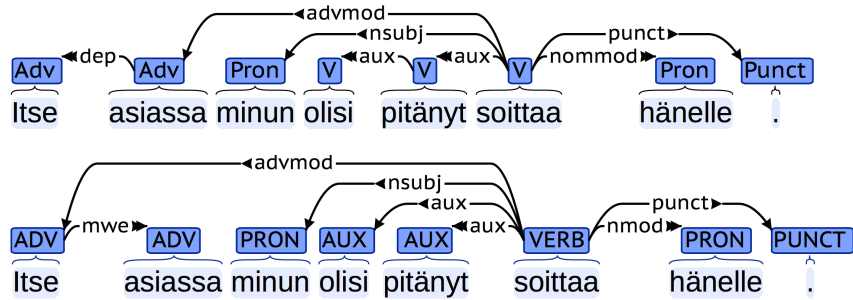 advmod
nsubj punct
dep aux aux nommod
Adv Adv Pron V V V Pron Punct
Itse asiassa minun olisi pitänyt soittaa hänelle .
advmod
nsubj
aux punct
mwe aux nmod
ADV ADV PRON AUX AUX VERB PRON PUNCT
Itse asiassa minun olisi pitänyt soittaa hänelle .